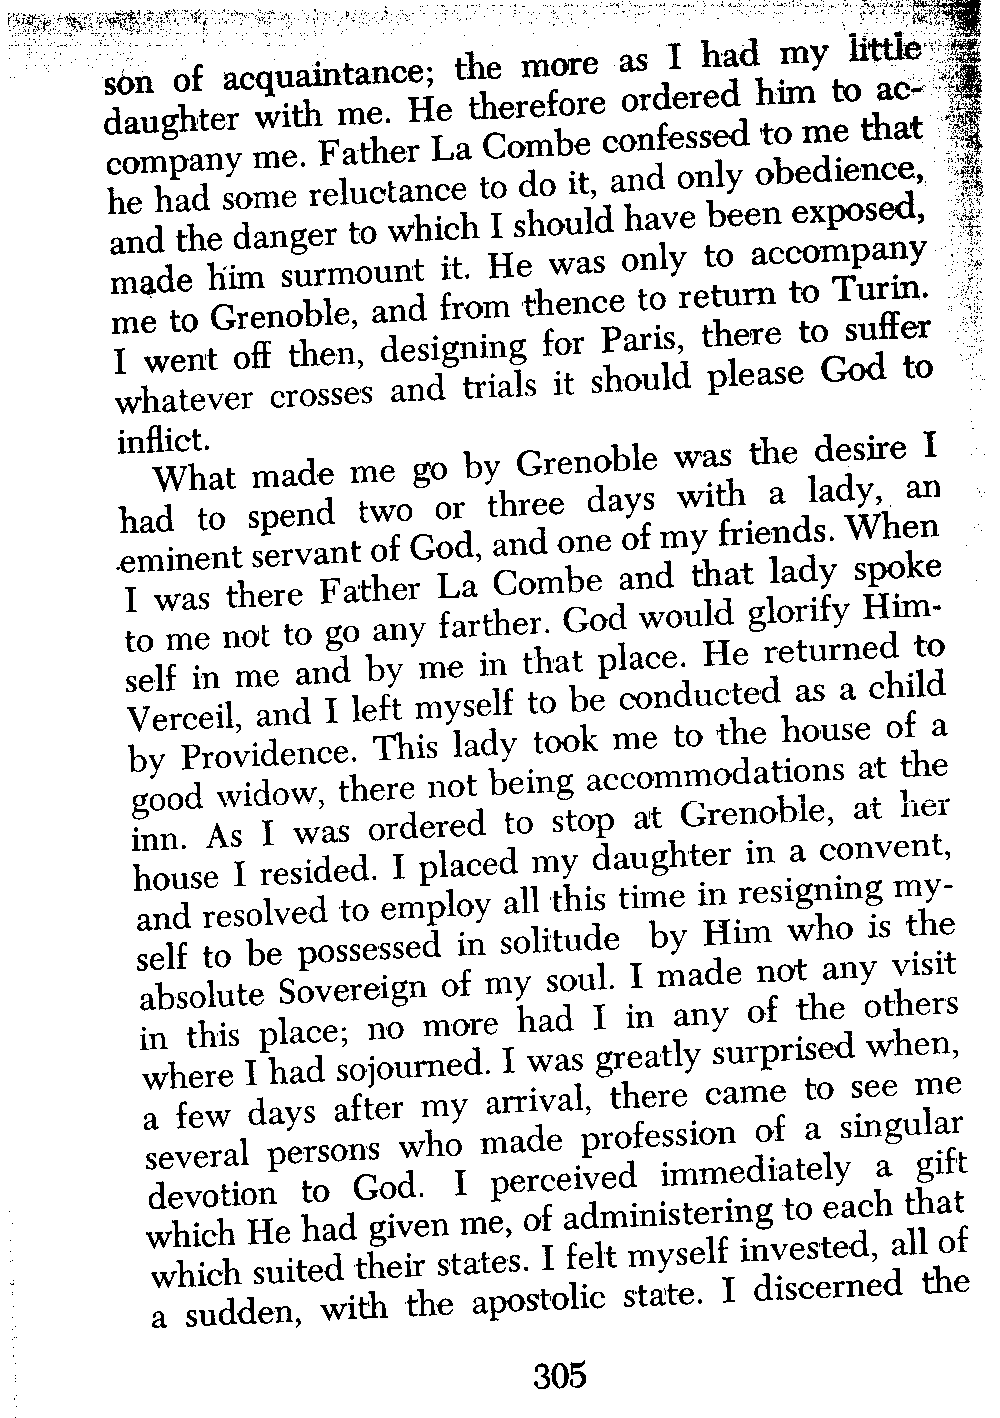 son of acquaintance; the more as I had my little
daughter with me. He therefore ordered him to ac-
company me. Father La Combe confessed to me that
he had some reluctance to do it, and only obedience,
and the danger to which I should have been exposed,
made him surmount it. He was only to accompany
me to Grenoble, and from thence to return to Turin.
I went off then, designing for Paris, there to suffer
whatever crosses and trials it should please God to
inflict.
What made me go by Grenoble was the desire I
had to spend two or three days with a lady, an
eminent servant of God, and one of my friends. When
I was there Father La Combe and that lady spoke
to me not to go any farther. God would glorify Him-
self in me and by me in that place. He returned to
Verceil, and I left myself to be conducted as a child
by Providence. This lady took me to the house of a
good widow, there not being accommodations at the
inn. As I was ordered to stop at Grenoble, at her
house I resided. I placed my daughter in a convent,
and resolved to employ all this time in resigning my-
self to be possessed in solitude by Him who is the
absolute Sovereign of my soul. I made not any visit
in this place; no more had I in any of the others
where I had sojourned. I was greatly surprised when,
a few days after my arrival, there came to see me
several persons who made profession of a singular
devotion to God. I perceived immediately a gift
which He had given me, of administering to each that
which suited their states. I felt myself invested, all of
a sudden, with the apostolic state. I discerned the
305